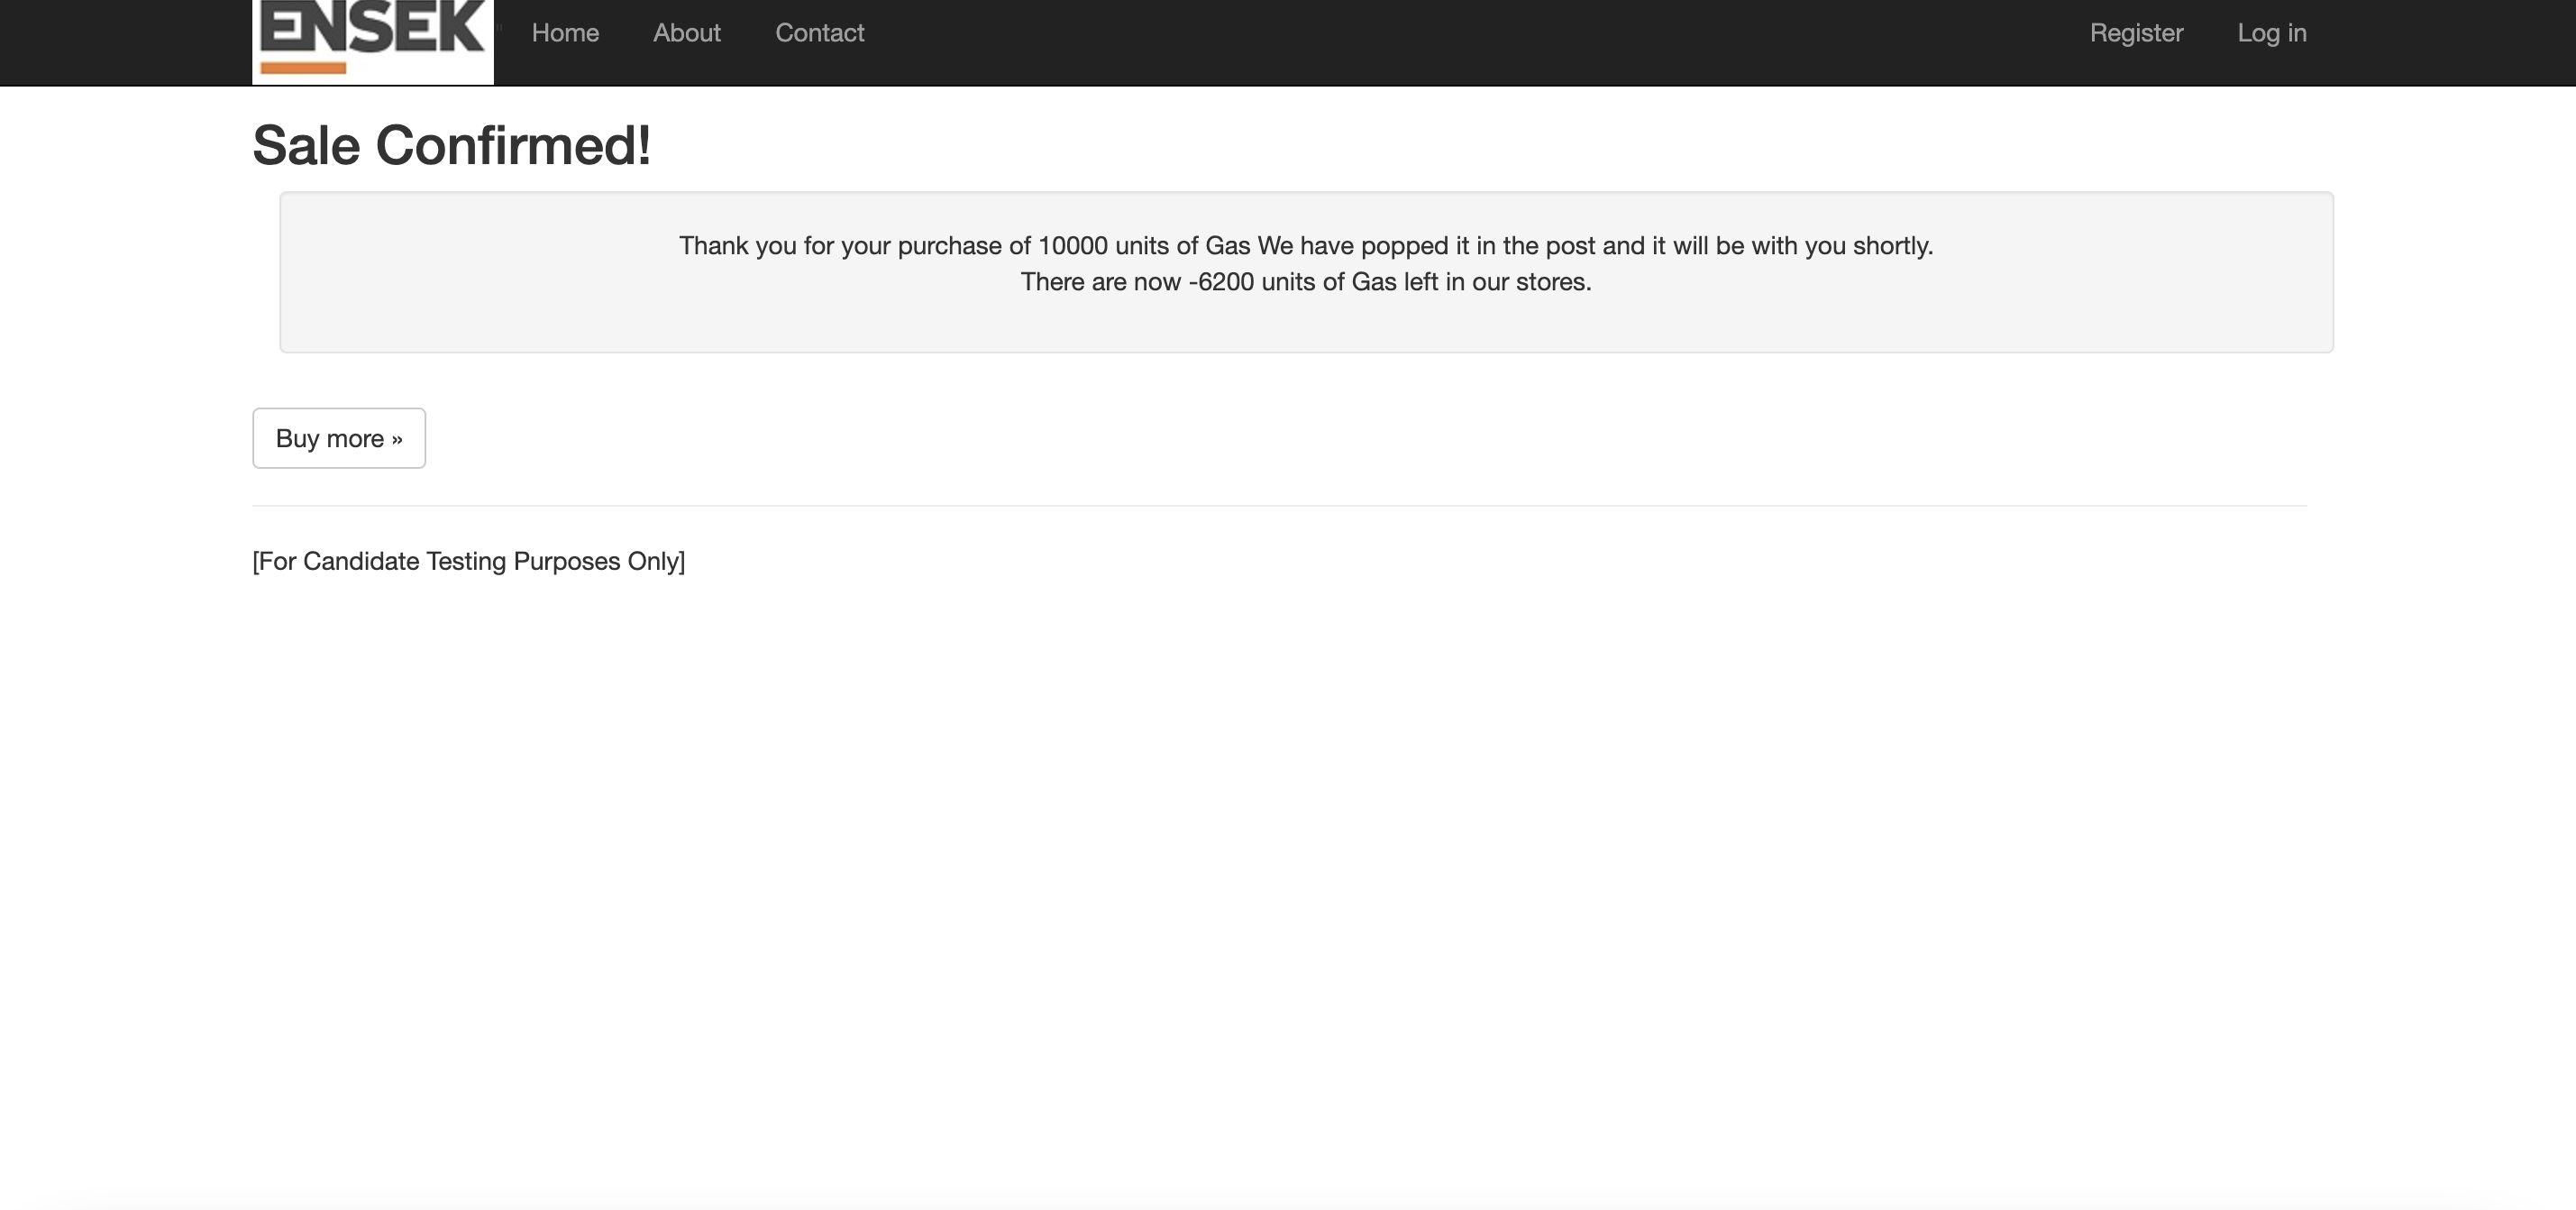 ENSEK
Home About Contact Register Log in
Sale Confirmed!
Thank you for your purchase of 10000 units of Gas We have popped it in the post and it will be with you shortly.
There are now -6200 units of Gas left in our stores.
Buy more »
[For Candidate Testing Purposes Only]